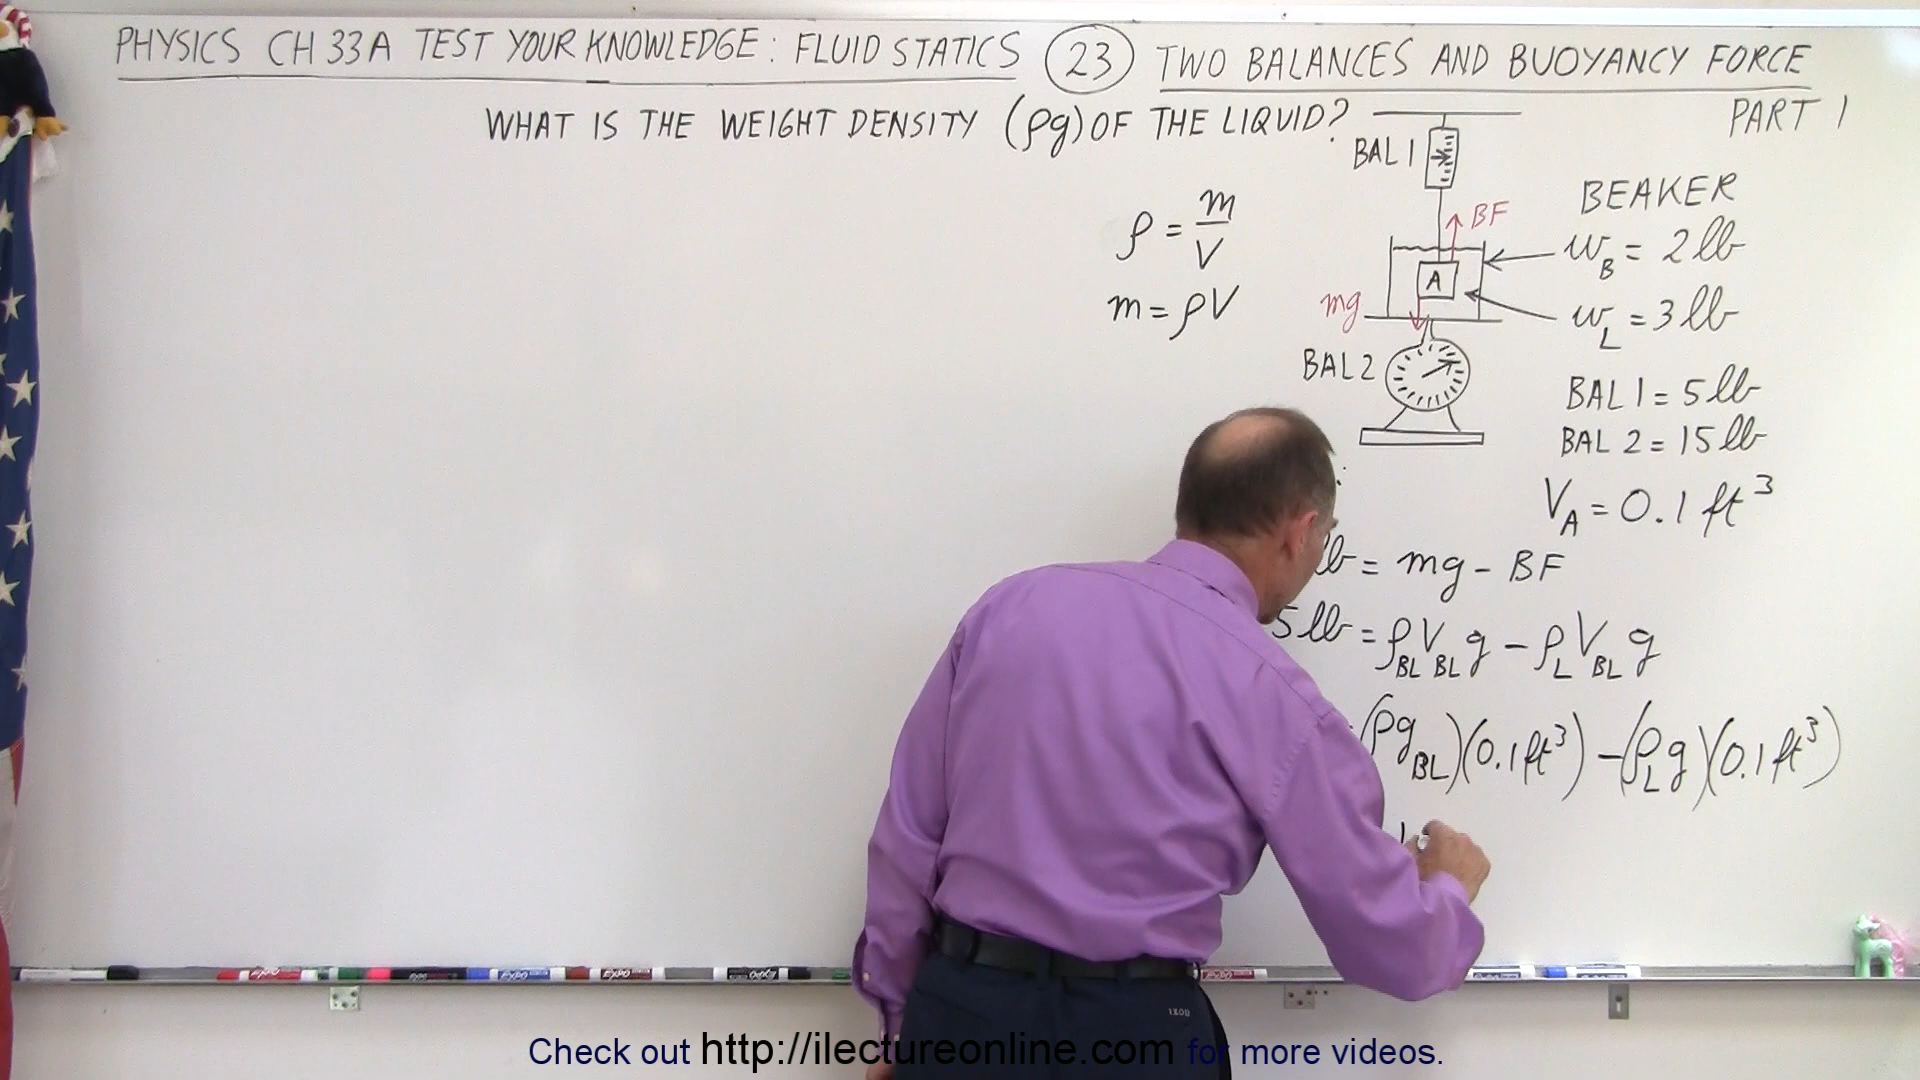 PHYSICS CH 33A TEST YOUR KNOWLEDGE: FLUID STATICS (23) TWO BALANCES AND BUOYANCY FORCE
PART 1
WHAT IS THE WEIGHT DENSITY (ρg) OF THE LIQUID?
BAL 1
BF
A
mg
BAL 2
ρ = m/V
m = ρV
BEAKER
w_B = 2 lb
w_L = 3 lb
BAL 1 = 5 lb
BAL 2 = 15 lb
V_A = 0.1 ft³
lb = mg - BF
5 lb = ρ_BL V_BL g - ρ_L V_BL g
(ρg_BL)(0.1 ft³) - (ρ_L g)(0.1 ft³)
IZOD
Check out http://ilectureonline.com for more videos.